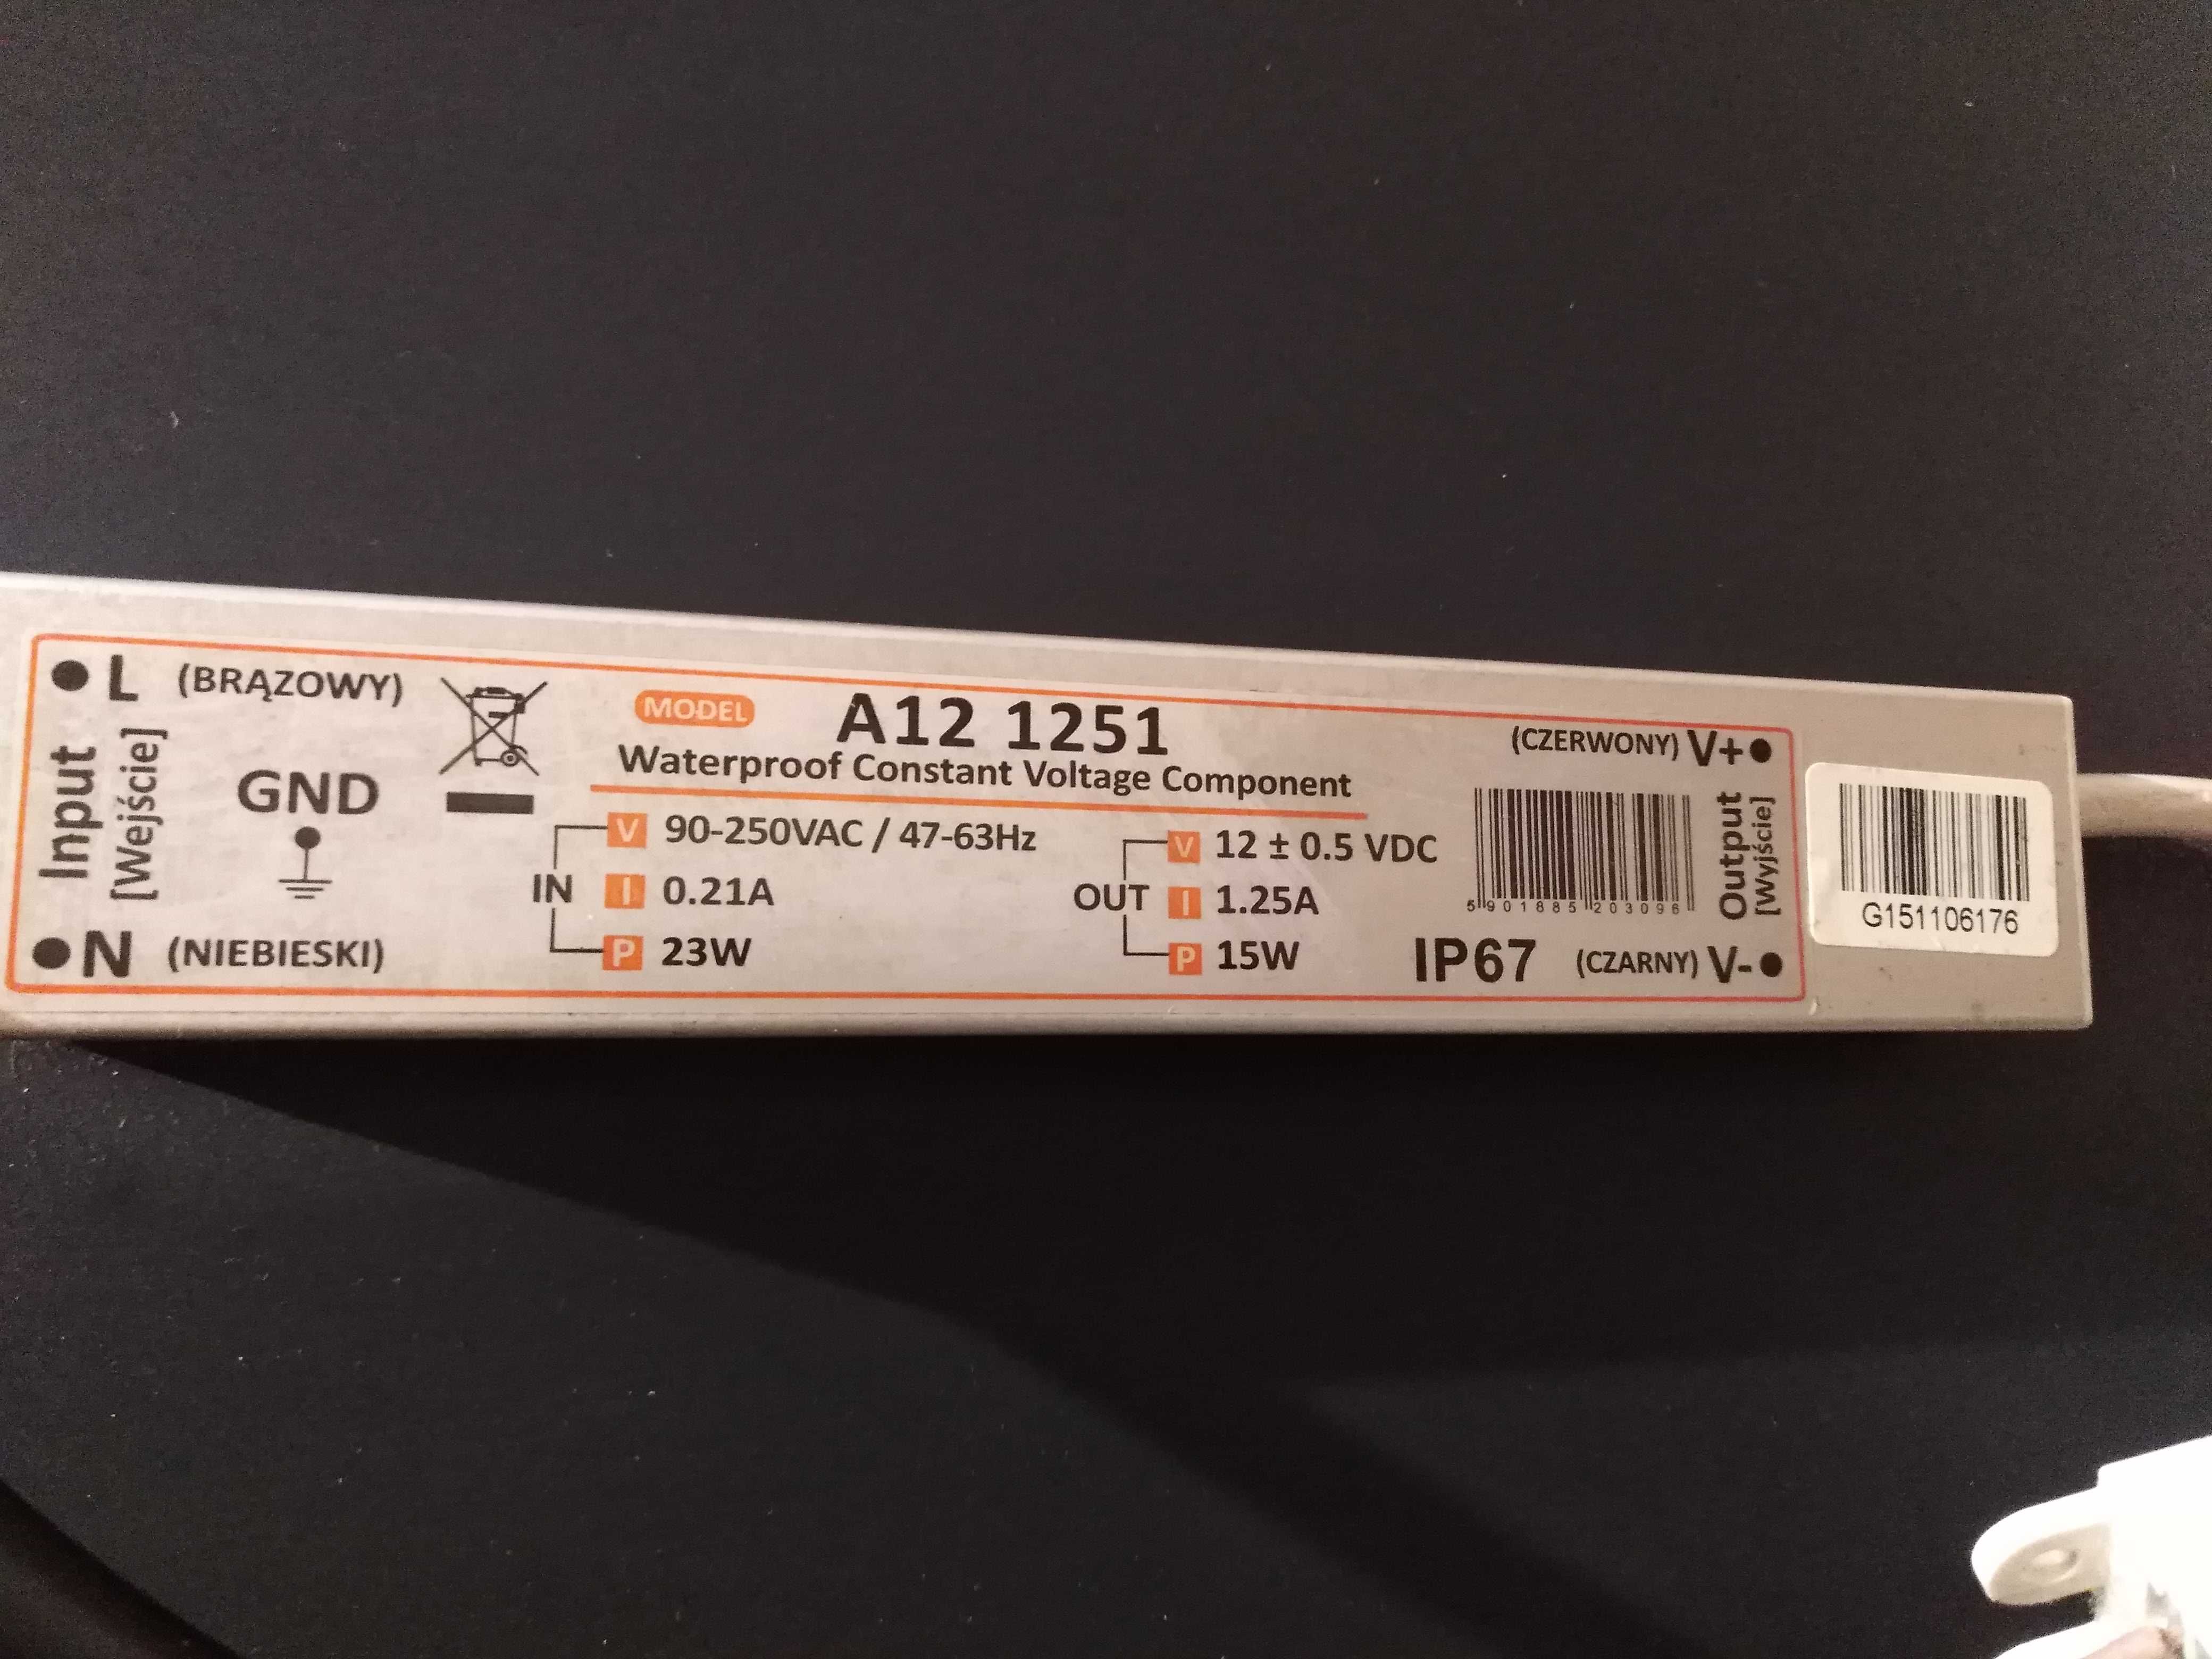 L (BRĄZOWY)
Input
[Wejście]
GND
N (NIEBIESKI)
MODEL A12 1251
Waterproof Constant Voltage Component
IN
V 90-250VAC / 47-63Hz
I 0.21A
P 23W
OUT
V 12 ± 0.5 VDC
I 1.25A
P 15W
(CZERWONY) V+
5 901885 203096
Output
[Wyjście]
IP67
(CZARNY) V-
G151106176